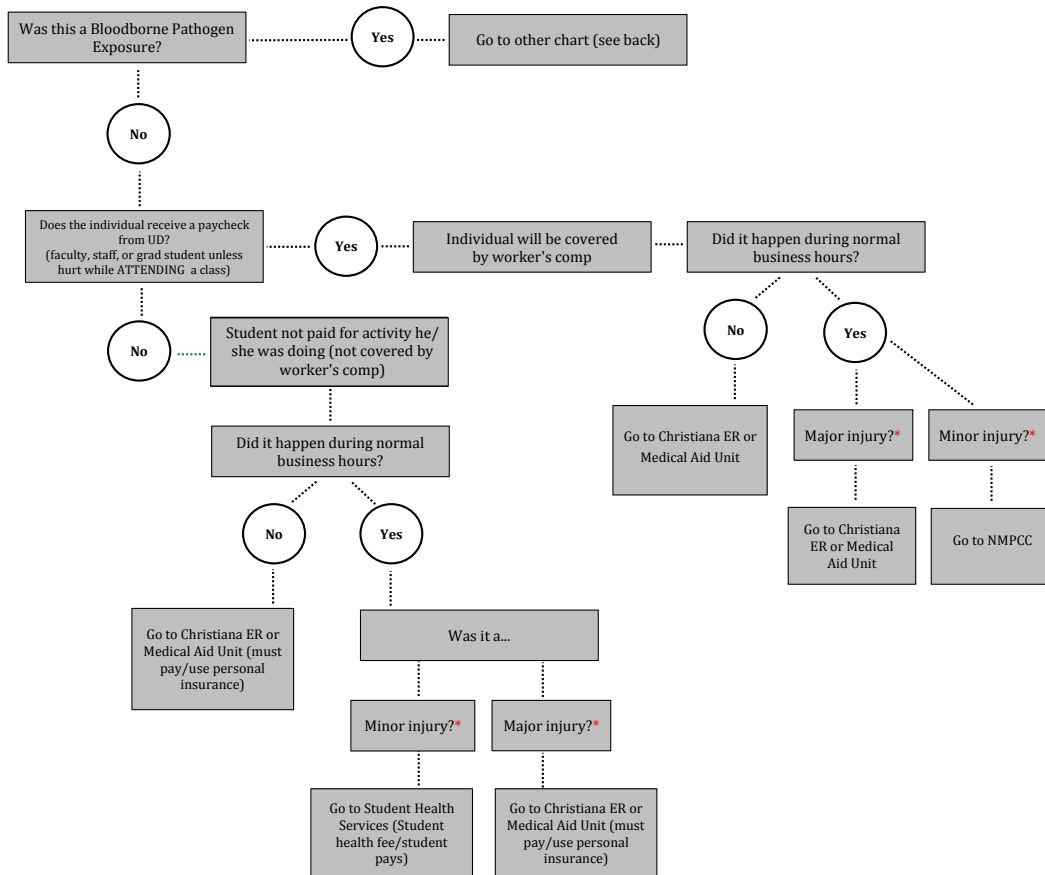 Was this a Bloodborne Pathogen
Exposure?
Yes
Go to other chart (see back)
No
Does the individual receive a paycheck
from UD?
(faculty, staff, or grad student unless
hurt while ATTENDING a class)
Yes
Individual will be covered
by worker's comp
Did it happen during normal
business hours?
No
Yes
No
Student not paid for activity he/
she was doing (not covered by
worker's comp)
Go to Christiana ER or
Medical Aid Unit
Major injury?*
Minor injury?*
Did it happen during normal
business hours?
Go to Christiana
ER or Medical
Aid Unit
Go to NMPCC
No
Yes
Go to Christiana ER or
Medical Aid Unit (must
pay/use personal
insurance)
Was it a...
Minor injury?*
Major injury?*
Go to Student Health
Services (Student
health fee/student
pays)
Go to Christiana ER or
Medical Aid Unit (must
pay/use personal
insurance)